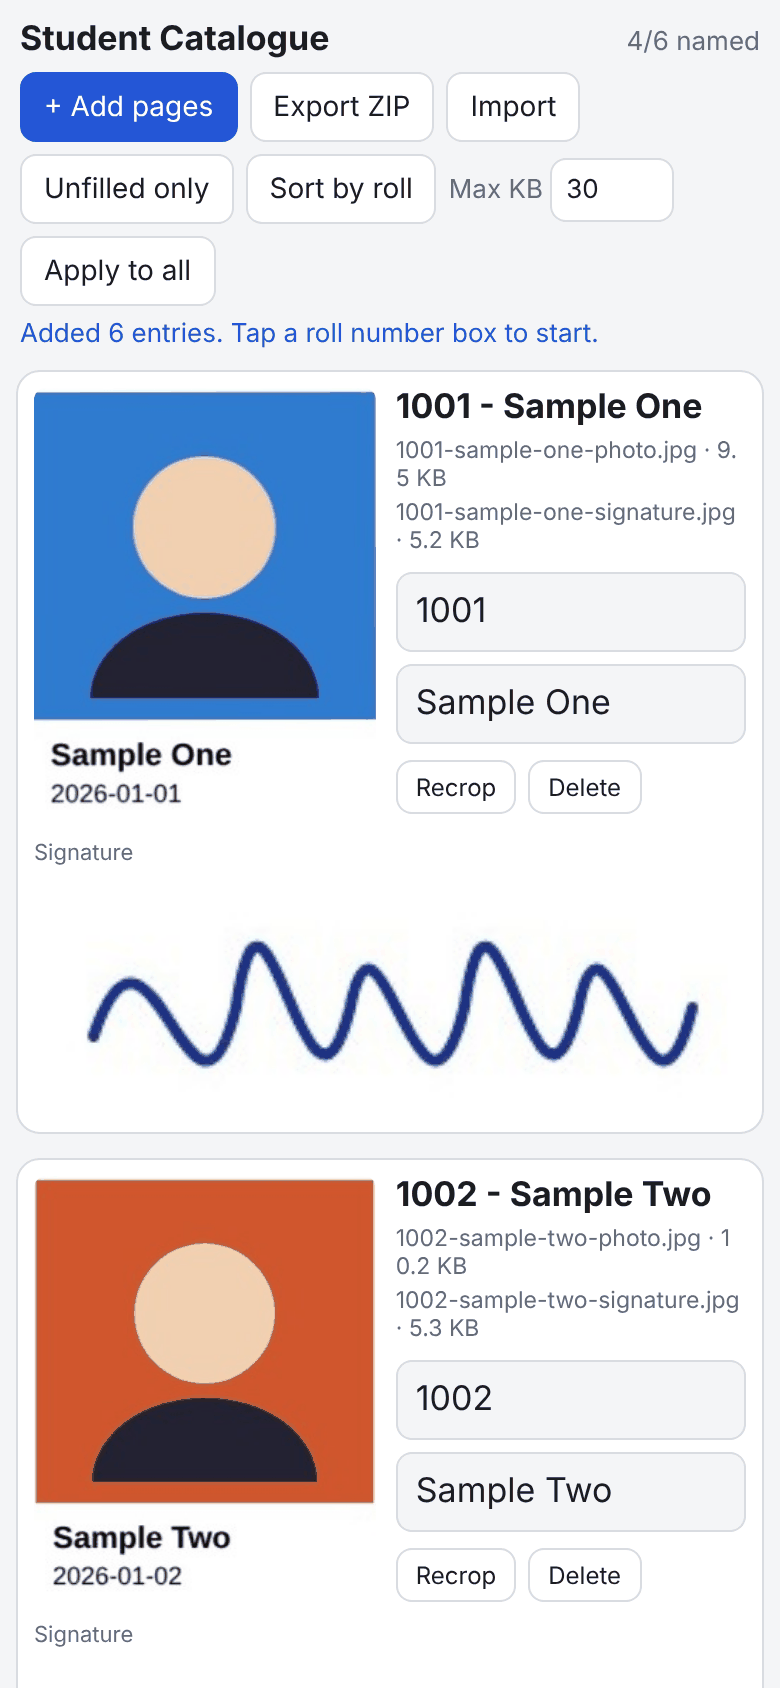 Student Catalogue
4/6 named
+ Add pages
Export ZIP
Import
Unfilled only
Sort by roll
Max KB
30
Apply to all
Added 6 entries. Tap a roll number box to start.
1001 - Sample One
1001-sample-one-photo.jpg · 9.
5 KB
1001-sample-one-signature.jpg
· 5.2 KB
1001
Sample One
Recrop
Delete
Sample One
2026-01-01
Signature
1002 - Sample Two
1002-sample-two-photo.jpg · 1
0.2 KB
1002-sample-two-signature.jpg
· 5.3 KB
1002
Sample Two
Recrop
Delete
Sample Two
2026-01-02
Signature